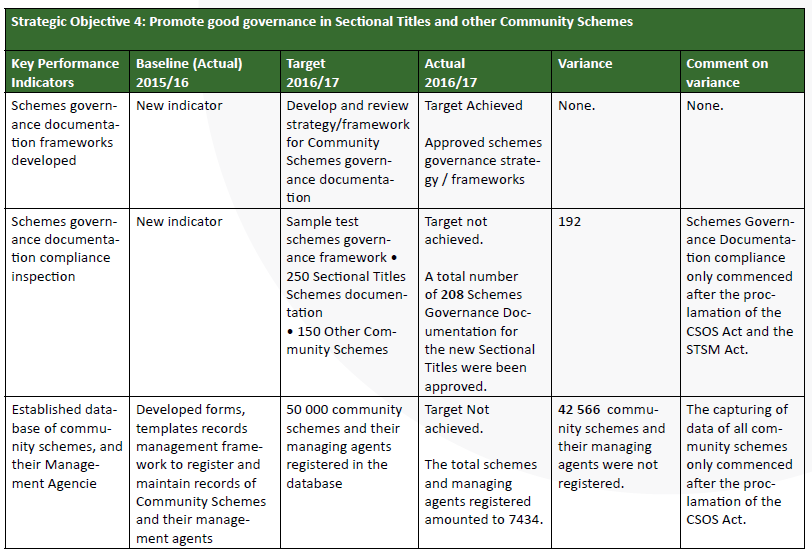 Strategic Objective 4: Promote good governance in Sectional Titles and other Community Schemes
Key Performance
Indicators
Baseline (Actual)
2015/16
Target
2016/17
Actual
2016/17
Variance
Comment on
variance
Schemes govern-
ance documenta-
tion frameworks
developed
New indicator
Develop and review
strategy/framework
for Community
Schemes govern-
ance documenta-
tion
Target Achieved
Approved schemes
governance strate-
gy / frameworks
None.
None.
Schemes govern-
ance documenta-
tion compliance
inspection
New indicator
Sample test
schemes govern-
ance framework •
250 Sectional Titles
Schemes documen-
tation
• 150 Other Com-
munity Schemes
Target not
achieved.
A total number
of 208 Schemes
Governance Doc-
umentation for
the new Sectional
Titles were been
approved.
192
Schemes Govern-
ance Documenta-
tion compliance
only commenced
after the proc-
lamation of the
CSOS Act and the
STSM Act.
Established data-
base of commu-
nity schemes, and
their Manage-
ment Agencie
Developed forms,
templates records
management frame-
work to register and
maintain records of
Community Schemes
and their manage-
ment agents
50 000 community
schemes and their
managing agents
registered in the
database
Target Not
achieved.
The total schemes
and managing
agents registered
amounted to 7434.
42 566 commu-
nity schemes and
their managing
agents were not
registered.
The capturing of
data of all com-
munity schemes
only commenced
after the proc-
lamation of the
CSOS Act.